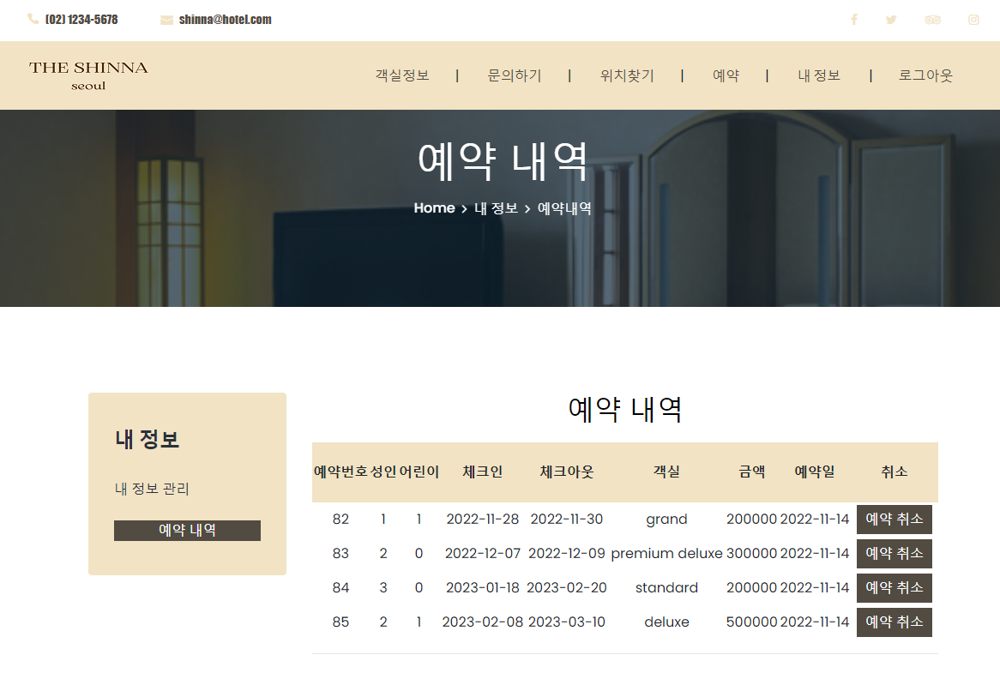 (02) 1234-5678 shinna@hotel.com
THE SHINNA
seoul
객실정보 | 문의하기 | 위치찾기 | 예약 | 내 정보 | 로그아웃
예약 내역
Home > 내 정보 > 예약내역
내 정보
내 정보 관리
예약 내역
예약 내역
예약번호 성인 어린이 체크인 체크아웃 객실 금액 예약일 취소
82 1 1 2022-11-28 2022-11-30 grand 200000 2022-11-14 예약 취소
83 2 0 2022-12-07 2022-12-09 premium deluxe 300000 2022-11-14 예약 취소
84 3 0 2023-01-18 2023-02-20 standard 200000 2022-11-14 예약 취소
85 2 1 2023-02-08 2023-03-10 deluxe 500000 2022-11-14 예약 취소